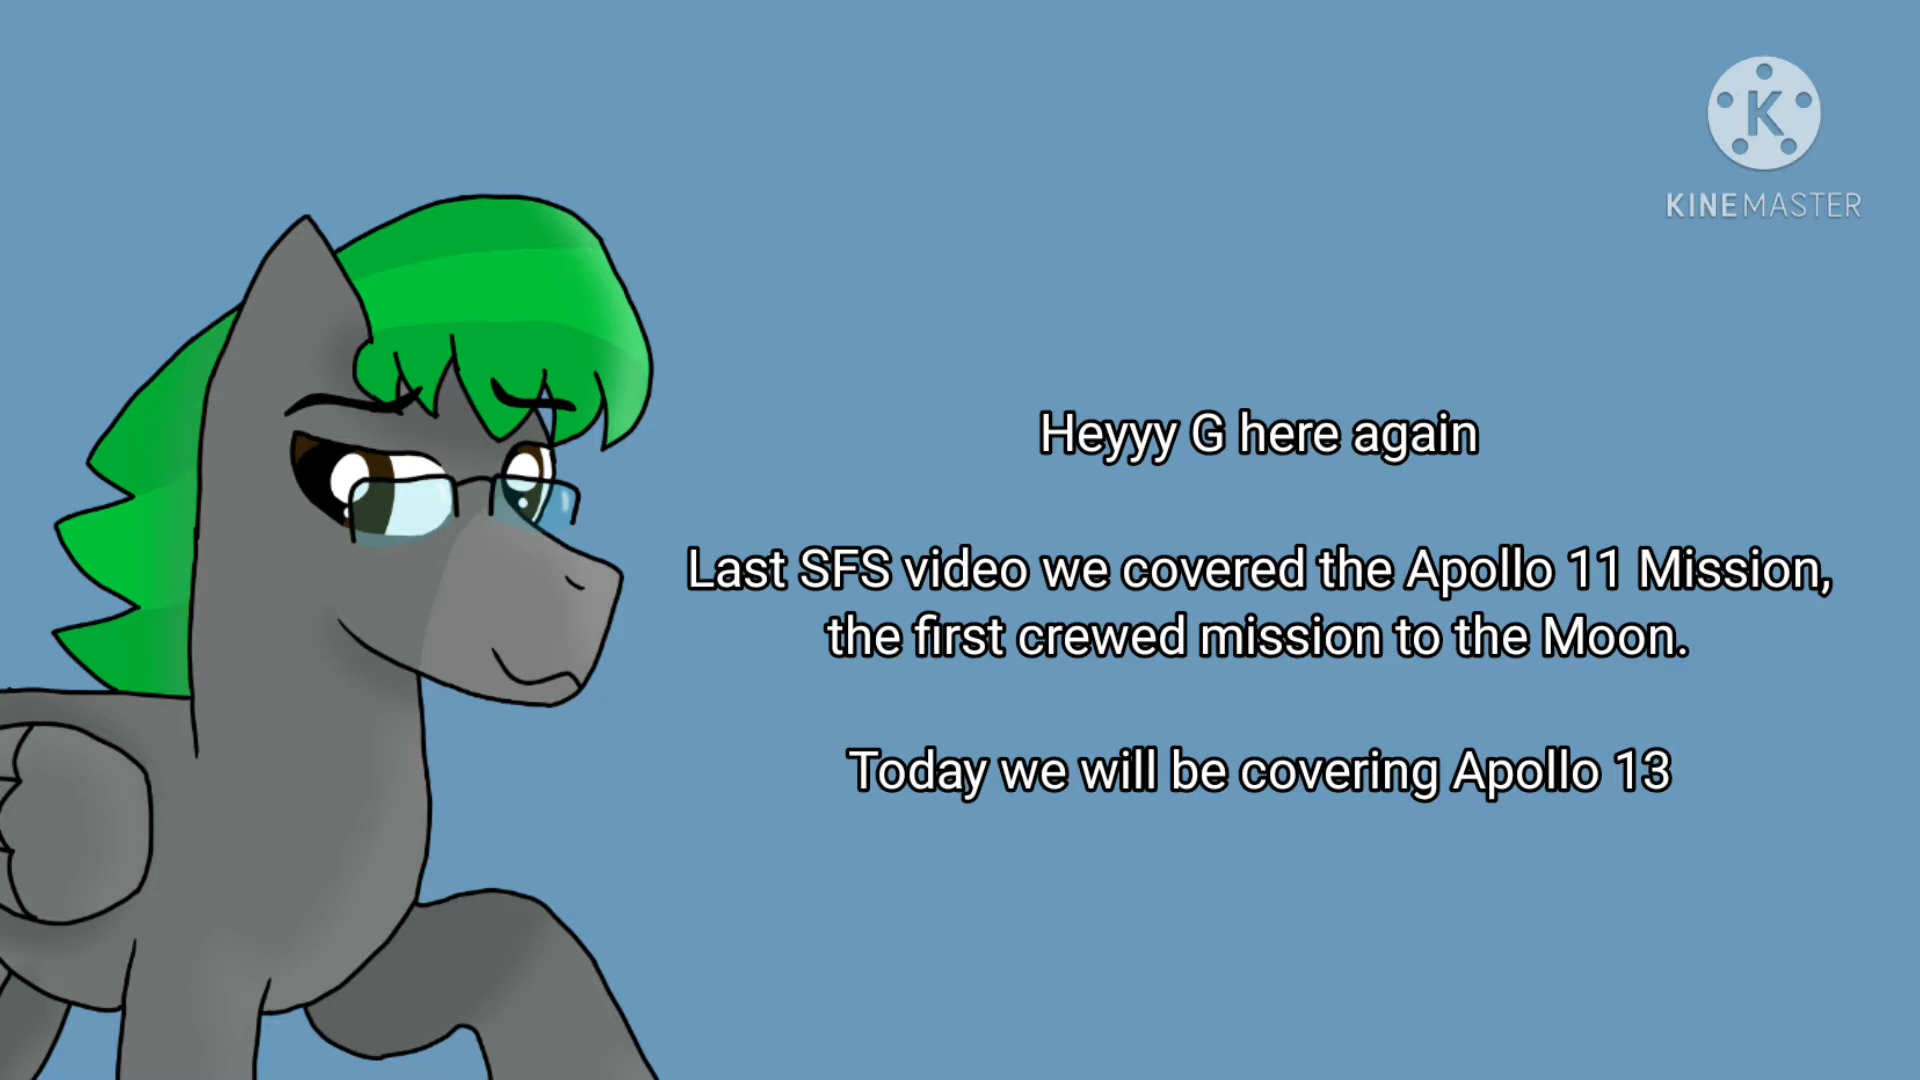 K
KINEMASTER
Heyyy G here again
Last SFS video we covered the Apollo 11 Mission,
the first crewed mission to the Moon.
Today we will be covering Apollo 13